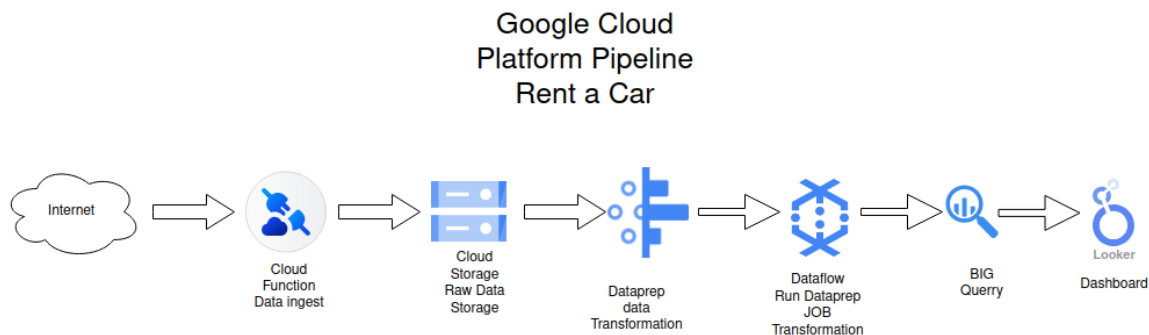 Google Cloud
Platform Pipeline
Rent a Car
Internet
Cloud
Function
Data ingest
Cloud
Storage
Raw Data
Storage
Dataprep
data
Transformation
Dataflow
Run Dataprep
JOB
Transformation
BIG
Querry
Looker
Dashboard